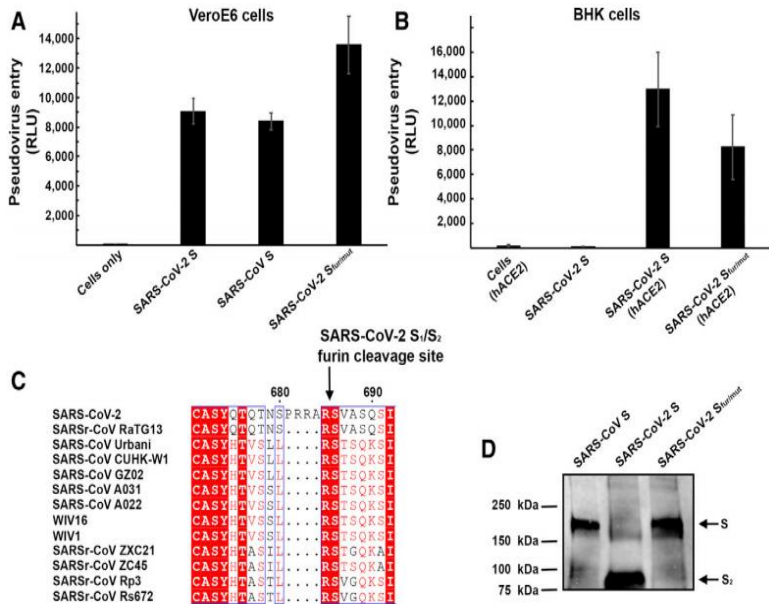 A
VeroE6 cells
Pseudovirus entry
(RLU)
14,000
12,000
10,000
8,000
6,000
4,000
2,000
Cells only
SARS-CoV-2 S
SARS-CoV S
SARS-CoV-2 Sfur/mut
B
BHK cells
Pseudovirus entry
(RLU)
16,000
14,000
12,000
10,000
8,000
6,000
4,000
2,000
Cells
(hACE2)
SARS-CoV-2 S
SARS-CoV-2 S
(hACE2)
SARS-CoV-2 Sfur/mut
(hACE2)
C
SARS-CoV-2 S1/S2
furin cleavage site
680 690
SARS-CoV-2 CASYQTQTNSPRRARSVASQSI
SARSr-CoV RaTG13 CASYQTQTNS....RSVASQSI
SARS-CoV Urbani CASYHTVSLL....RSTSQKSI
SARS-CoV CUHK-W1 CASYHTVSSL....RSTSQKSI
SARS-CoV GZ02 CASYHTVSSL....RSTSQKSI
SARS-CoV A031 CASYHTVSSL....RSTSQKSI
SARS-CoV A022 CASYHTVSSL....RSTSQKSI
WIV16 CASYHTVSSL....RSTSQKSI
WIV1 CASYHTVSSL....RSTSQKSI
SARSr-CoV ZXC21 CASYHTASIL....RSTGQKAI
SARSr-CoV ZC45 CASYHTASIL....RSTSQKAI
SARSr-CoV Rp3 CASYHTASTL....RSVGQKSI
SARSr-CoV Rs672 CASYHTASTL....RSVGQKSI
D
SARS-CoV S
SARS-CoV-2 S
SARS-CoV-2 Sfur/mut
250 kDa
150 kDa
100 kDa
75 kDa
S
S2